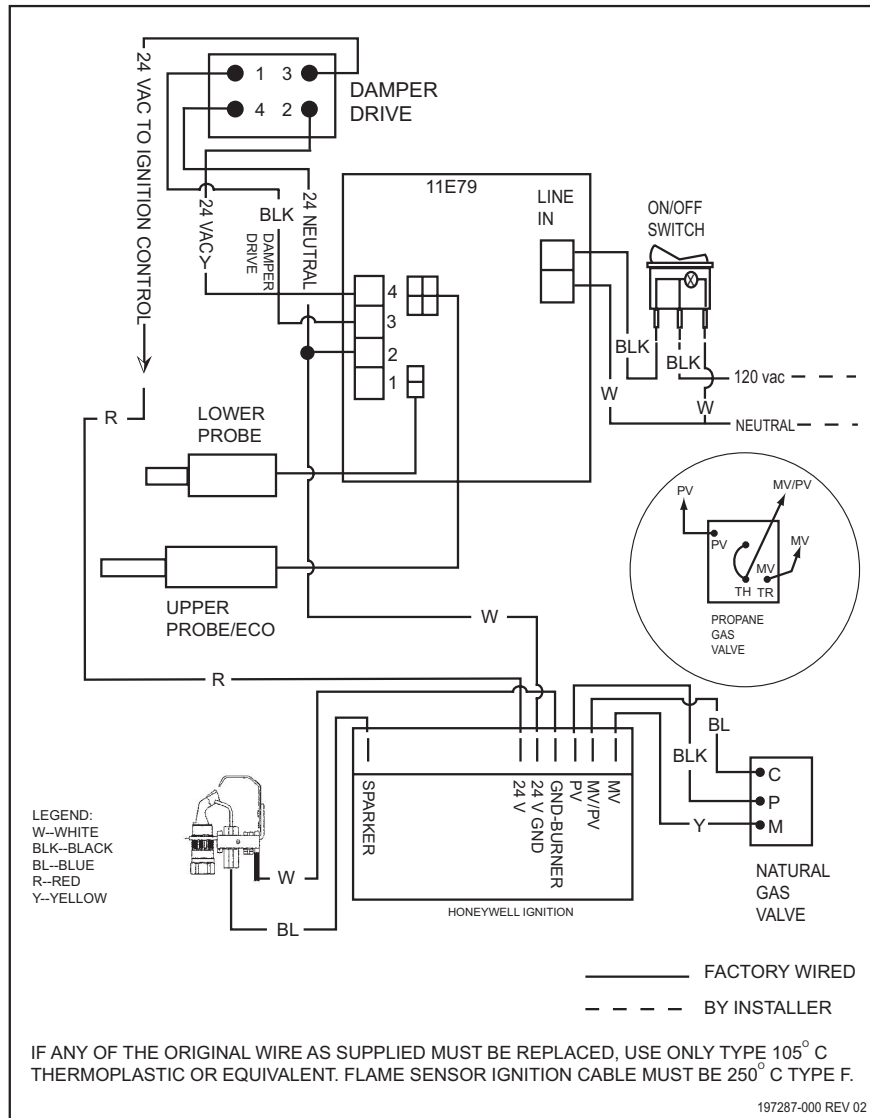 24 VAC TO IGNITION CONTROL
1 3
4 2
DAMPER
DRIVE
24 VAC
Y
BLK
DAMPER
DRIVE
24 NEUTRAL
11E79
LINE
IN
ON/OFF
SWITCH
X
4
3
2
1
BLK
BLK
W
W
120 vac
NEUTRAL
R
LOWER
PROBE
UPPER
PROBE/ECO
PV
MV/PV
MV
PV
MV
TH TR
PROPANE
GAS
VALVE
W
R
BL
BLK
Y
SPARKER
24 V
24 V GND
GND-BURNER
PV
MV/PV
MV
HONEYWELL IGNITION
C
P
M
NATURAL
GAS
VALVE
LEGEND:
W--WHITE
BLK--BLACK
BL--BLUE
R--RED
Y--YELLOW
W
BL
FACTORY WIRED
BY INSTALLER
IF ANY OF THE ORIGINAL WIRE AS SUPPLIED MUST BE REPLACED, USE ONLY TYPE 105° C
THERMOPLASTIC OR EQUIVALENT. FLAME SENSOR IGNITION CABLE MUST BE 250° C TYPE F.
197287-000 REV 02